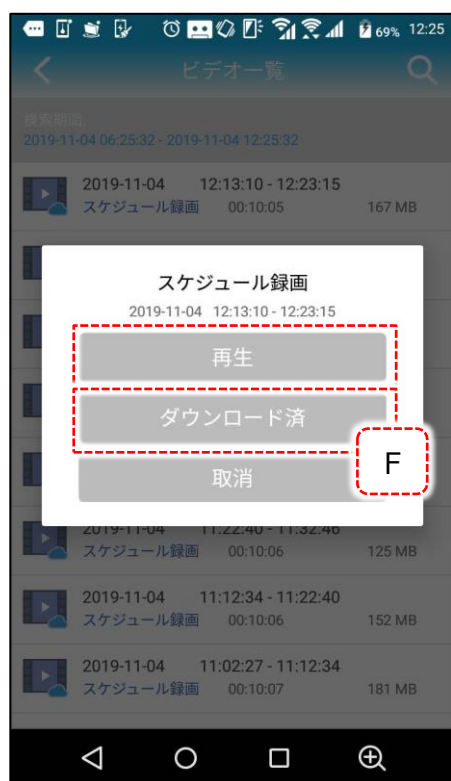 69% 12:25
ビデオ一覧
検索期間:
2019-11-04 06:25:32 - 2019-11-04 12:25:32
2019-11-04 12:13:10 - 12:23:15
スケジュール録画 00:10:05 167 MB
スケジュール録画
2019-11-04 12:13:10 - 12:23:15
再生
ダウンロード済
F
取消
2019-11-04 11:22:40 - 11:32:46
スケジュール録画 00:10:06 125 MB
2019-11-04 11:12:34 - 11:22:40
スケジュール録画 00:10:06 152 MB
2019-11-04 11:02:27 - 11:12:34
スケジュール録画 00:10:07 181 MB